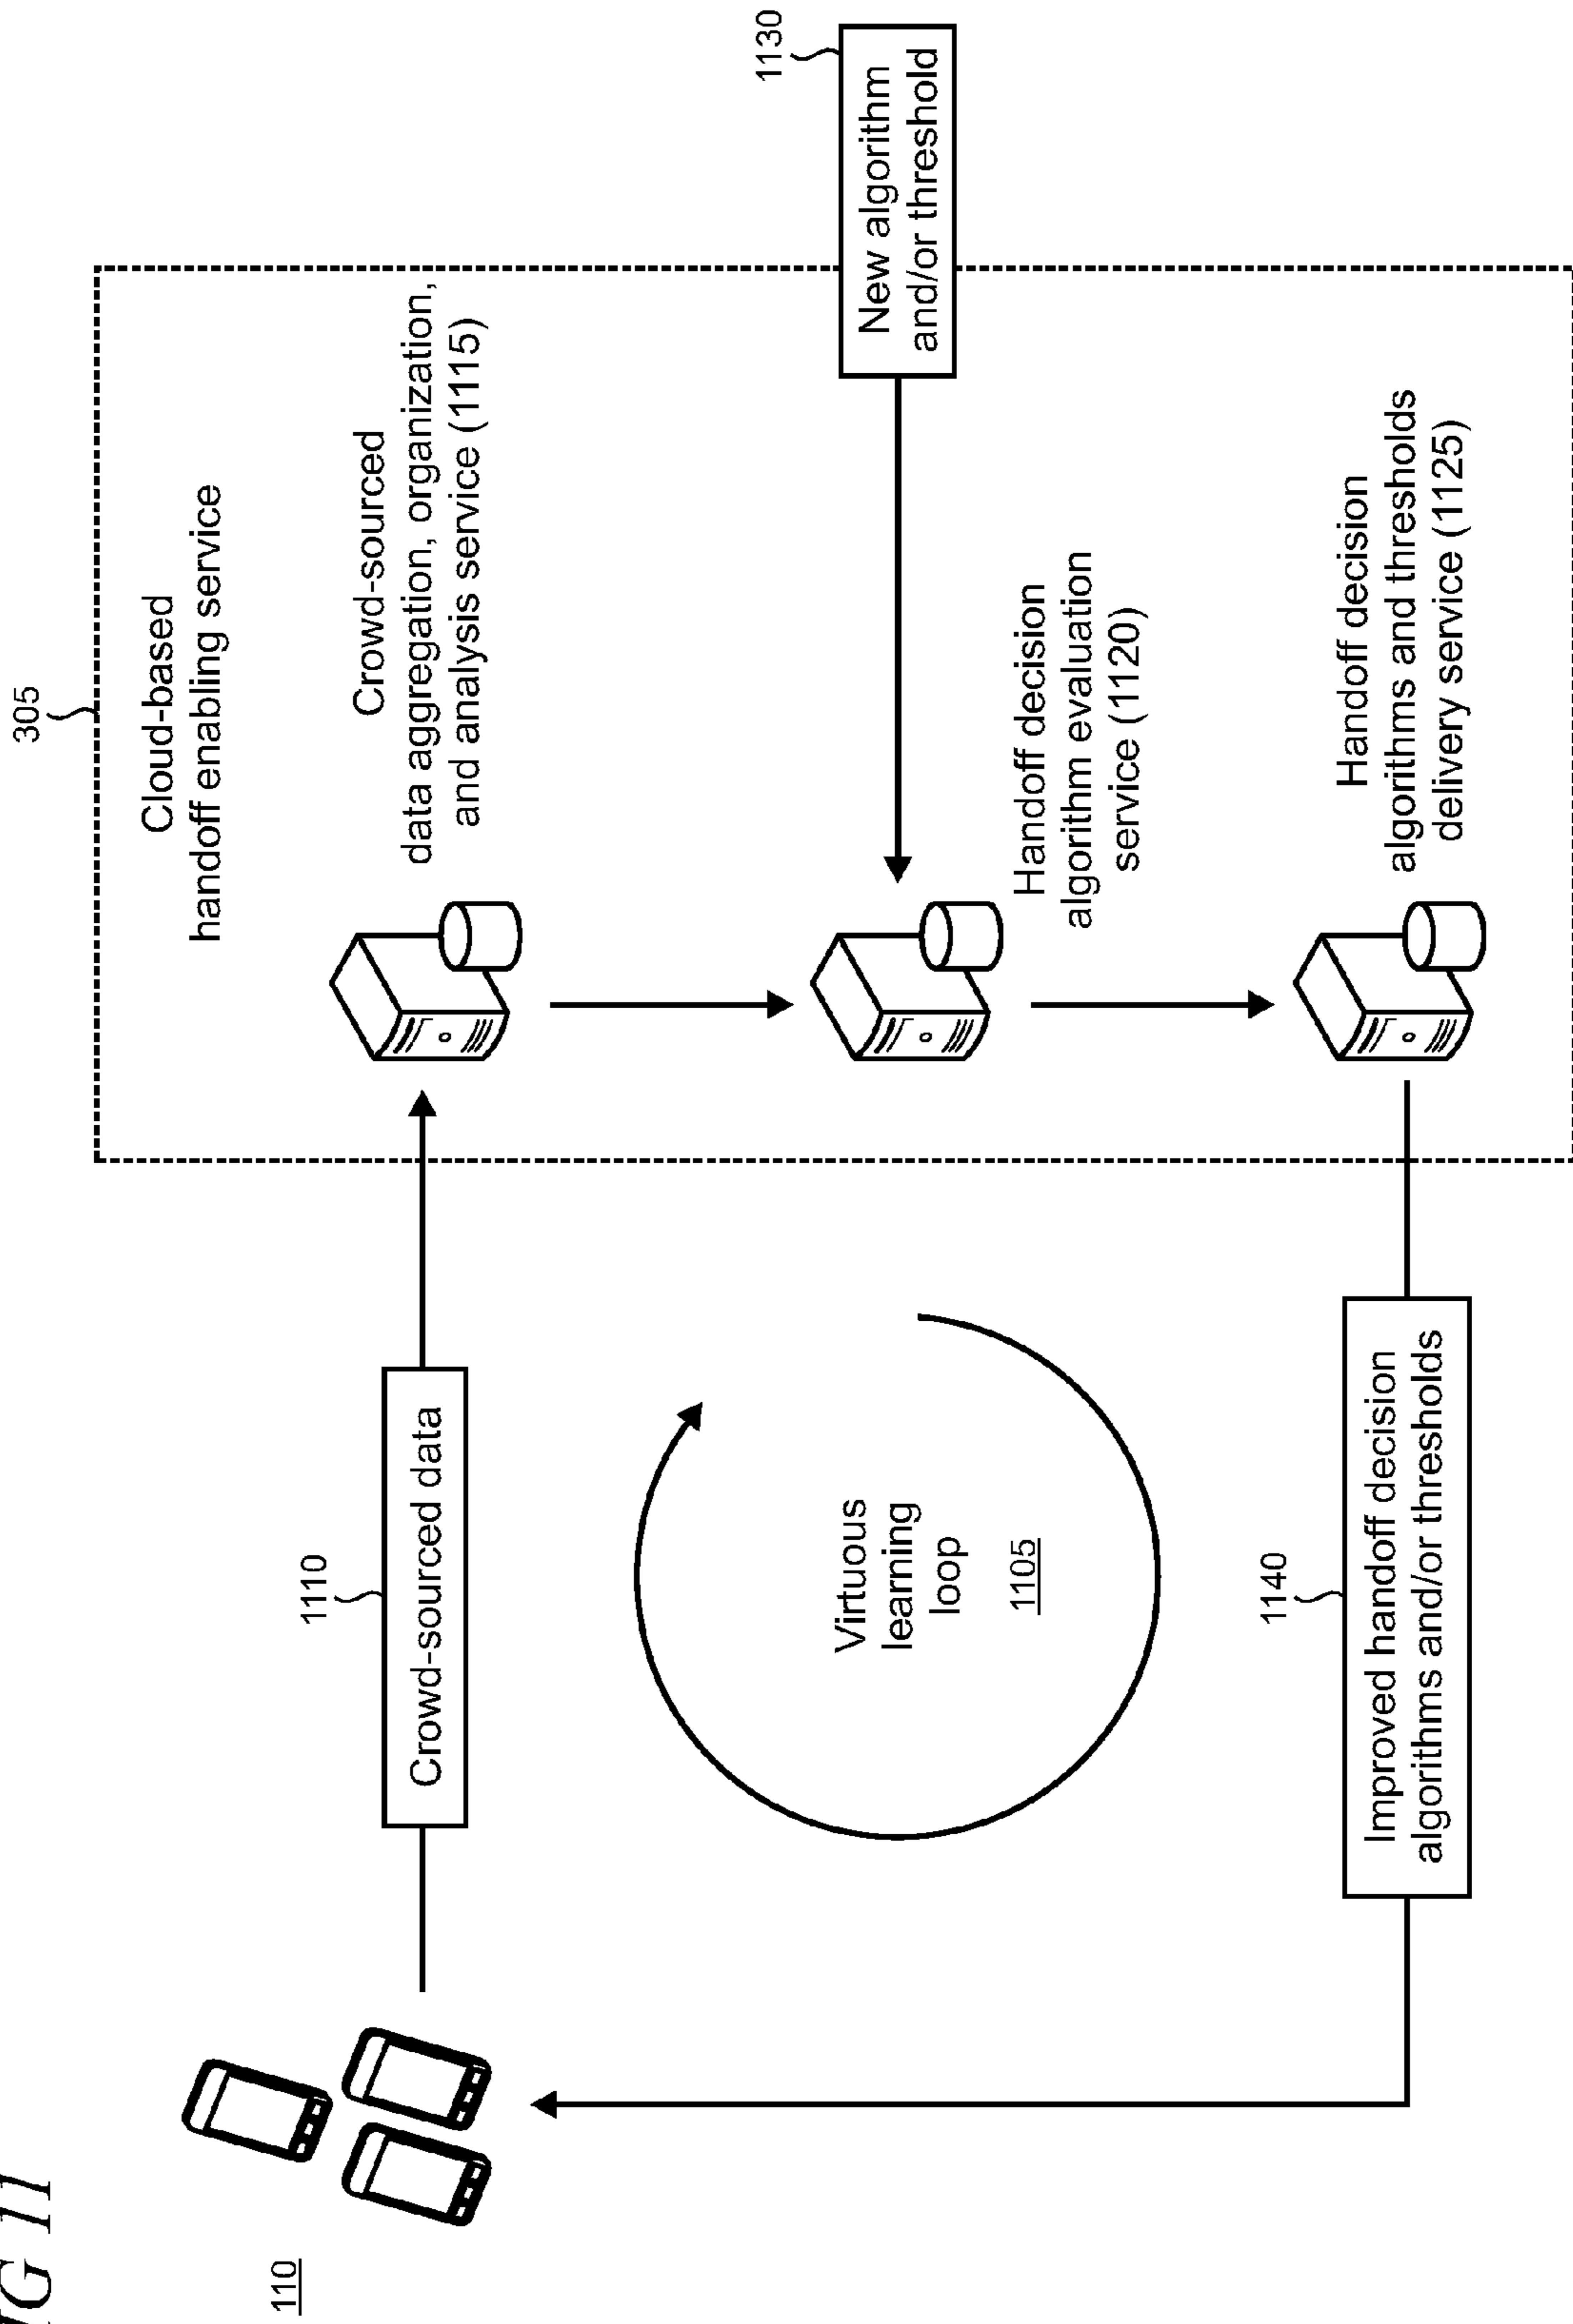 IG 11
110
1110
Crowd-sourced data
305
Cloud-based
handoff enabling service
Crowd-sourced
data aggregation, organization,
and analysis service (1115)
Virtuous
learning
loop
1105
1130
New algorithm
and/or threshold
Handoff decision
algorithm evaluation
service (1120)
1140
Improved handoff decision
algorithms and/or thresholds
Handoff decision
algorithms and thresholds
delivery service (1125)